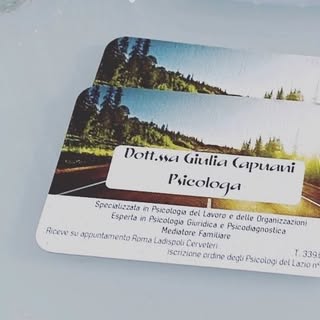 Dott.ssa Giulia Capuani
Psicologa
Specializzata in Psicologia del Lavoro e delle Organizzazioni
Esperta in Psicologia Giuridica e Psicodiagnostica
Mediatore Familiare
Riceve su appuntamento Roma Ladispoli Cerveteri
T. 339
Iscrizione ordine degli Psicologi del Lazio n°